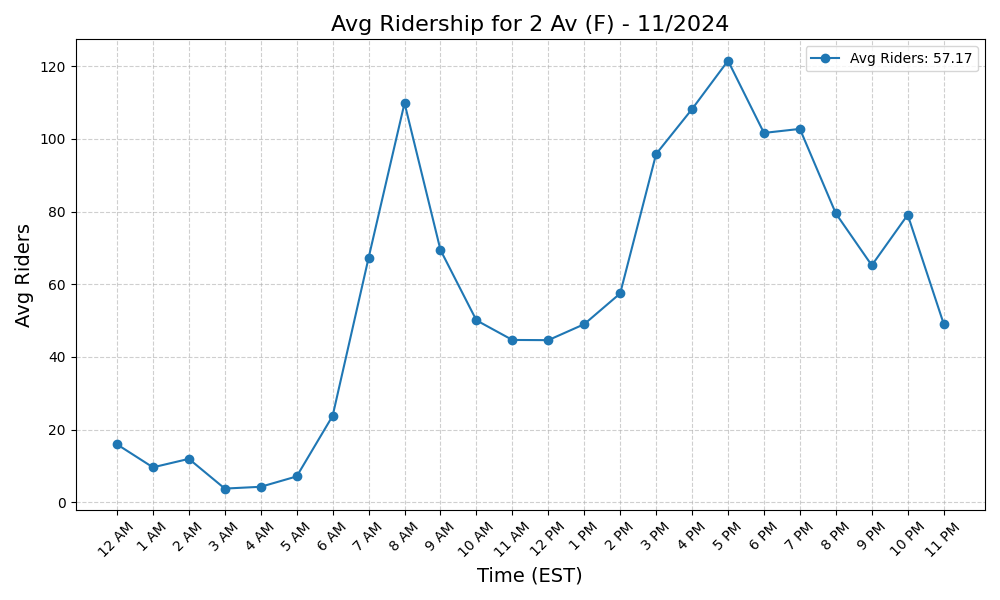 Avg Ridership for 2 Av (F) - 11/2024
Avg Riders: 57.17
120
100
80
60
40
20
0
Avg Riders
12 AM
1 AM
2 AM
3 AM
4 AM
5 AM
6 AM
7 AM
8 AM
9 AM
10 AM
11 AM
12 PM
1 PM
2 PM
3 PM
4 PM
5 PM
6 PM
7 PM
8 PM
9 PM
10 PM
11 PM
Time (EST)